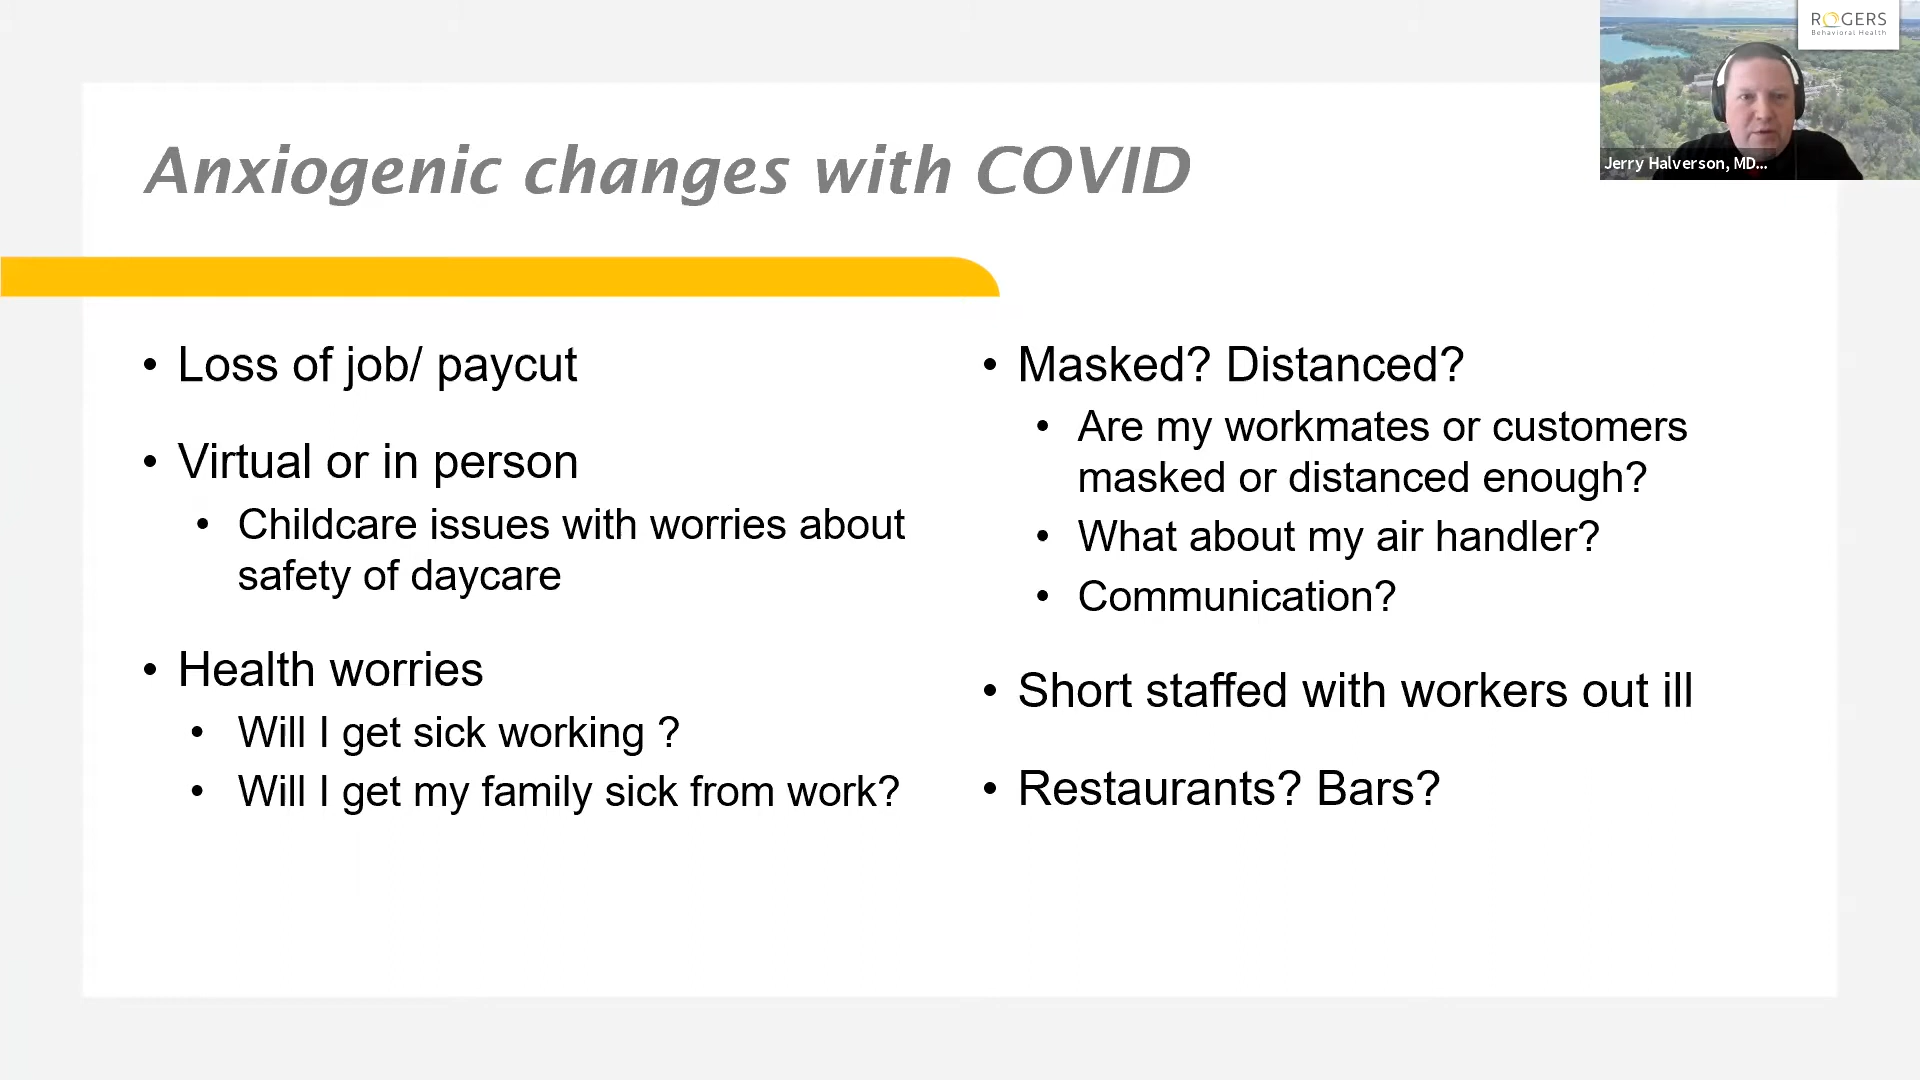 ROGERS
Behavioral Health
Jerry Halverson, MD...
Anxiogenic changes with COVID
• Loss of job/ paycut
• Virtual or in person
• Childcare issues with worries about
safety of daycare
• Health worries
• Will I get sick working ?
• Will I get my family sick from work?
• Masked? Distanced?
• Are my workmates or customers
masked or distanced enough?
• What about my air handler?
• Communication?
• Short staffed with workers out ill
• Restaurants? Bars?